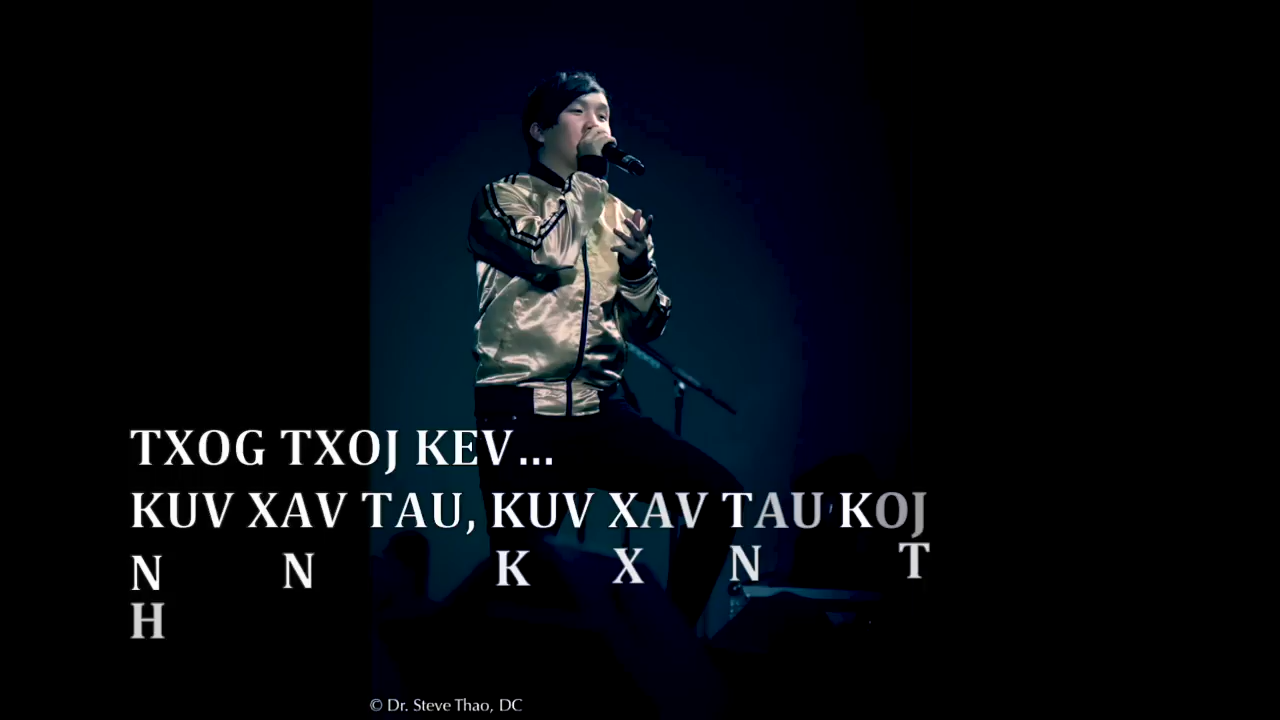 TXOG TXOJ KEV...
KUV XAV TAU, KUV XAV TAU KOJ
N N K X N T
H
© Dr. Steve Thao, DC